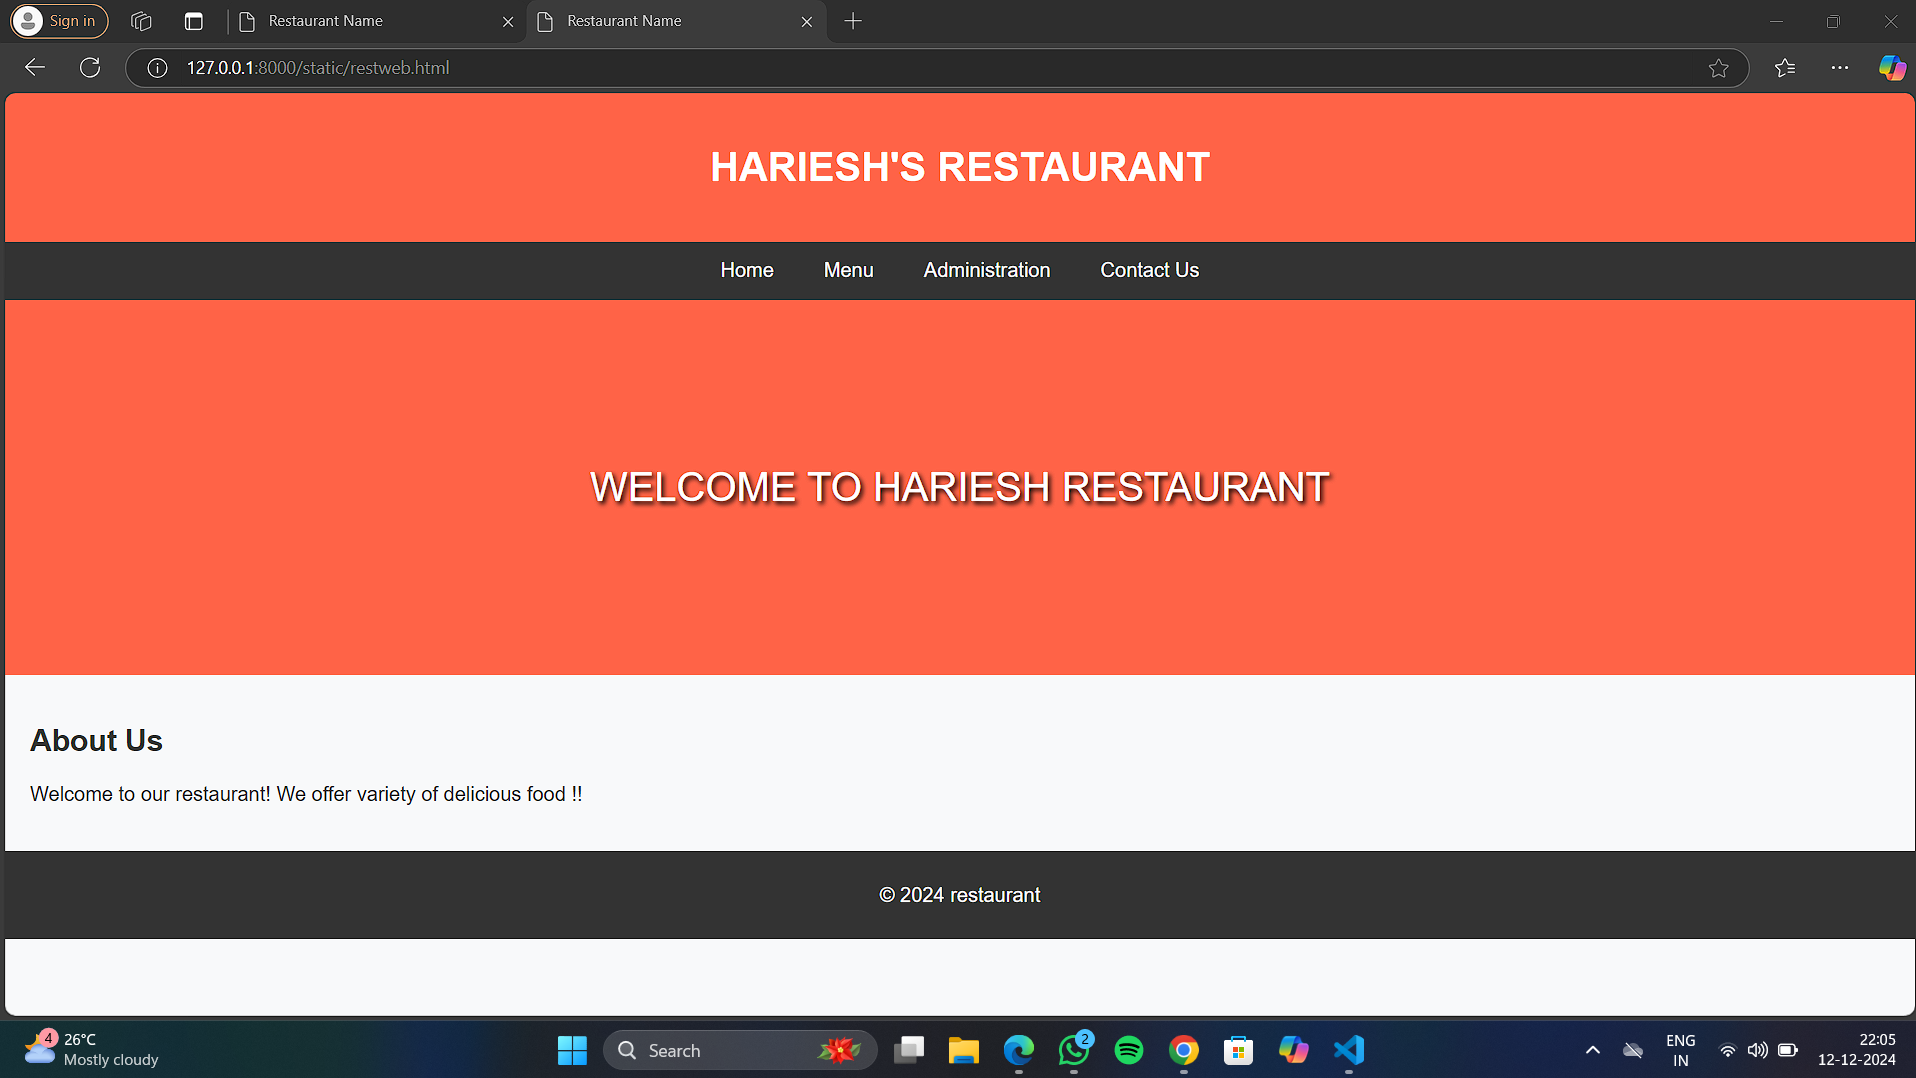 Sign in
Restaurant Name
Restaurant Name
127.0.0.1:8000/static/restweb.html
HARIESH'S RESTAURANT
Home Menu Administration Contact Us
WELCOME TO HARIESH RESTAURANT
About Us
Welcome to our restaurant! We offer variety of delicious food !!
© 2024 restaurant
4
26°C
Mostly cloudy
Search
2
ENG
IN
22:05
12-12-2024